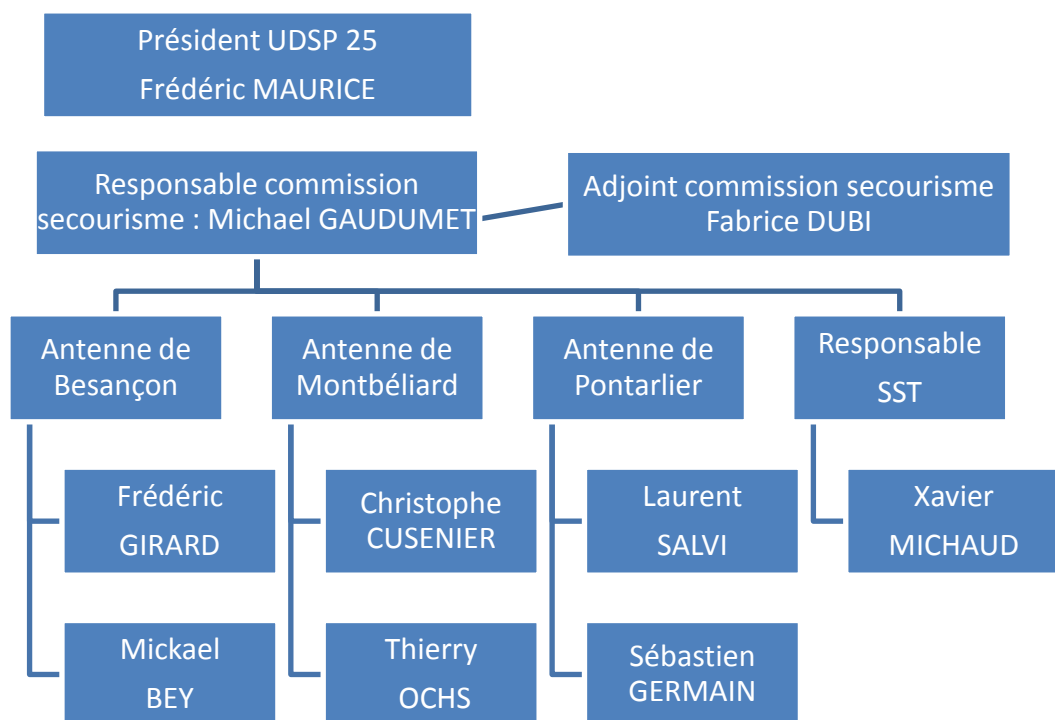 Président UDSP 25
Frédéric MAURICE
Responsable commission
secourisme : Michael GAUDUMET
Adjoint commission secourisme
Fabrice DUBI
Antenne de
Besançon
Antenne de
Montbéliard
Antenne de
Pontarlier
Responsable
SST
Frédéric
GIRARD
Christophe
CUSENIER
Laurent
SALVI
Xavier
MICHAUD
Mickael
BEY
Thierry
OCHS
Sébastien
GERMAIN